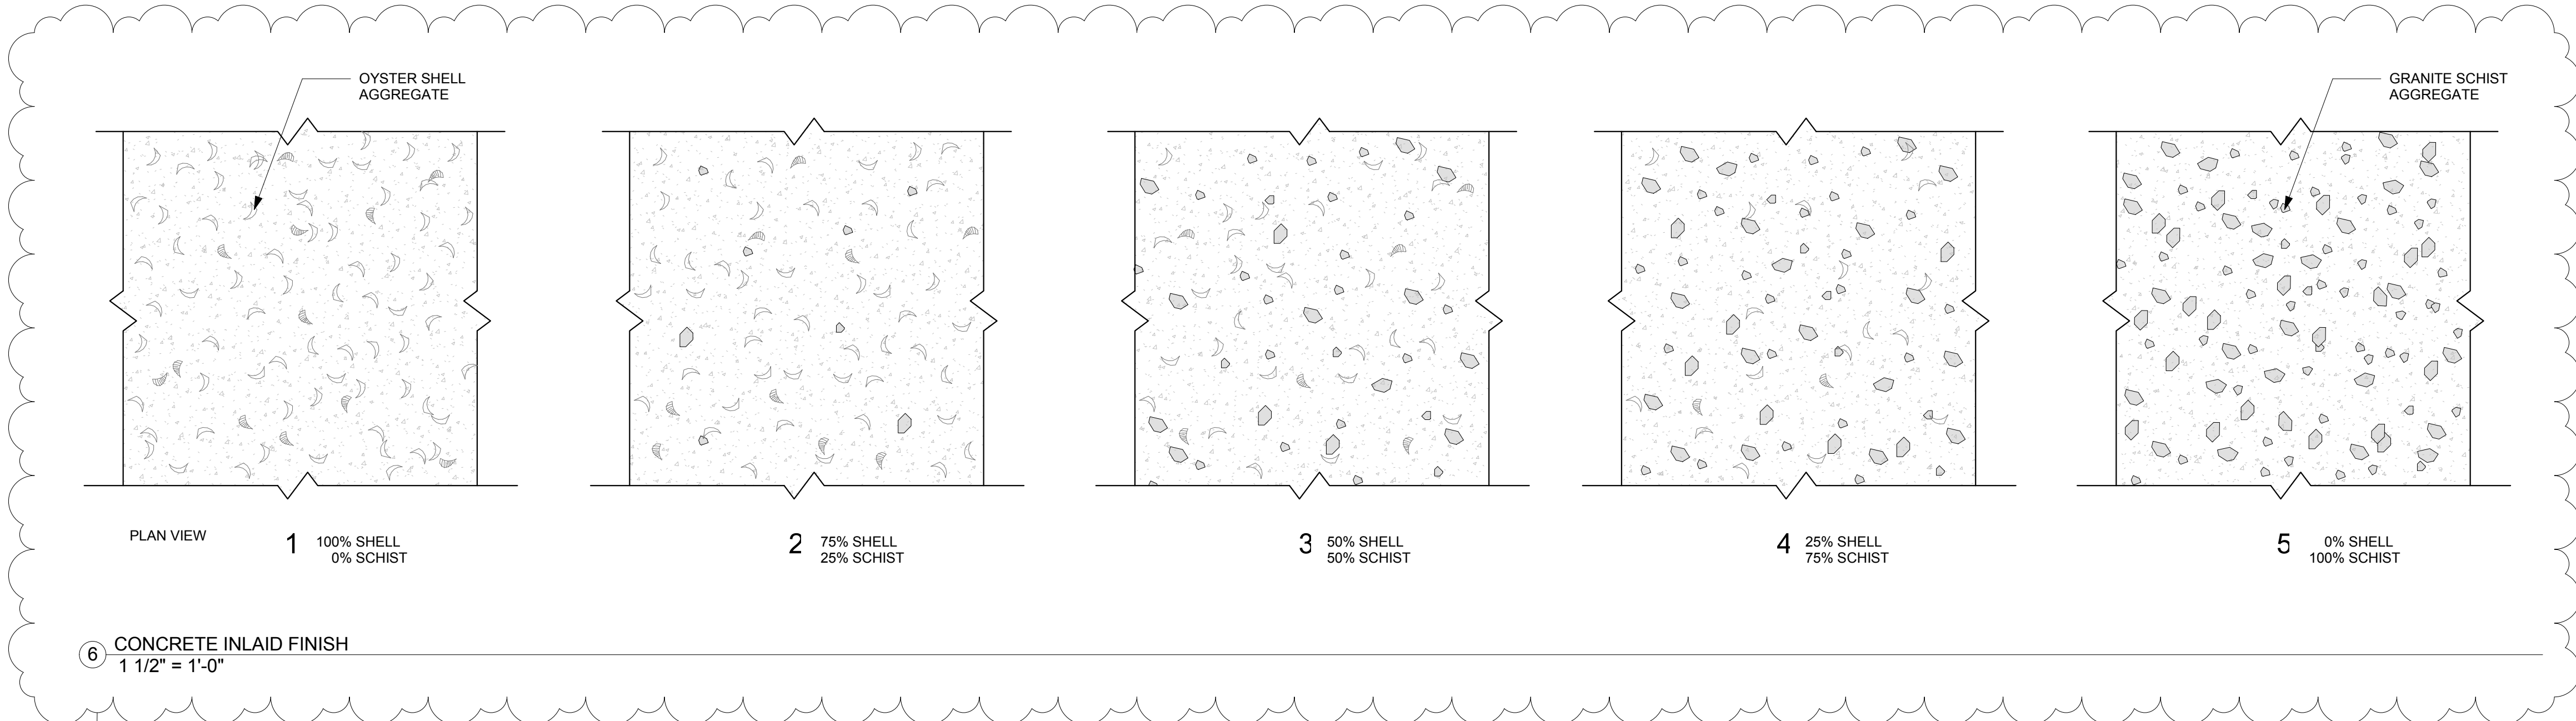 OYSTER SHELL
AGGREGATE
GRANITE SCHIST
AGGREGATE
PLAN VIEW
1
100% SHELL
0% SCHIST
2
75% SHELL
25% SCHIST
3
50% SHELL
50% SCHIST
4
25% SHELL
75% SCHIST
5
0% SHELL
100% SCHIST
6
CONCRETE INLAID FINISH
1 1/2" = 1'-0"